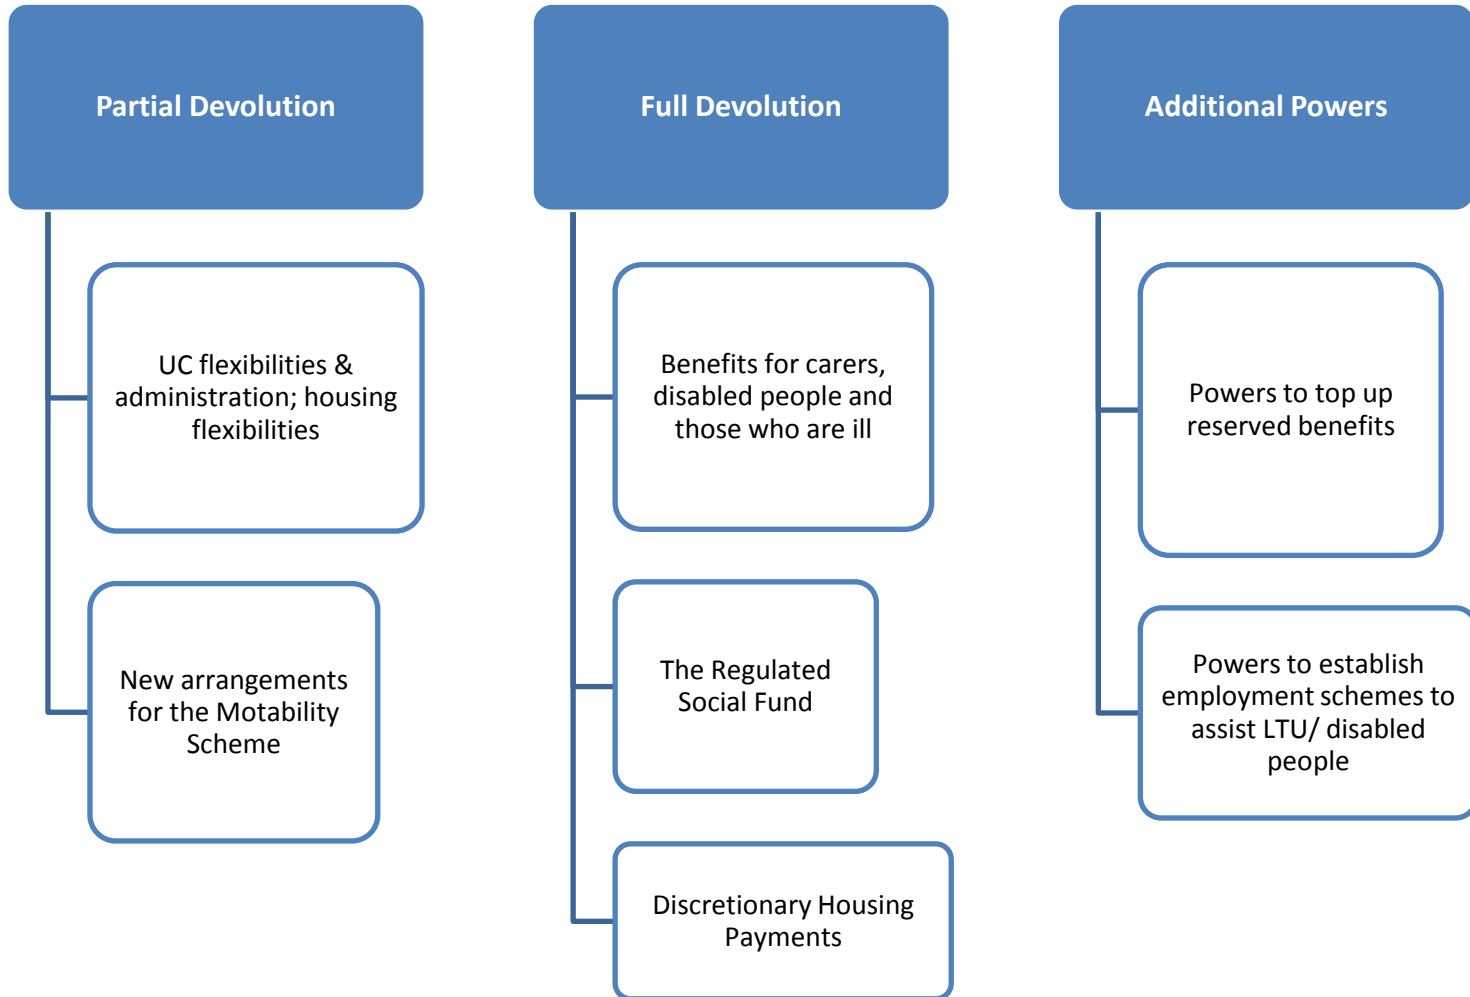 Partial Devolution
UC flexibilities &
administration; housing
flexibilities
New arrangements
for the Motability
Scheme
Full Devolution
Benefits for carers,
disabled people and
those who are ill
The Regulated
Social Fund
Discretionary Housing
Payments
Additional Powers
Powers to top up
reserved benefits
Powers to establish
employment schemes to
assist LTU/ disabled
people